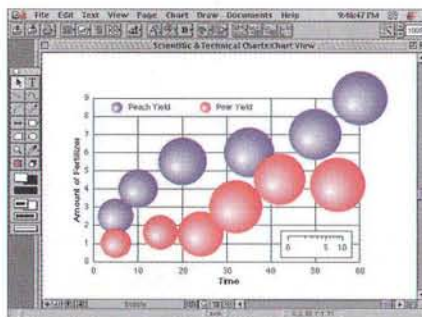 File Edit Text View Page Chart Draw Documents Help
Scientific & Technical Charts:Chart View
Peach Yield Pear Yield
Amount of Fertilizer
9
8
7
6
5
4
3
2
1
0
0 10 20 30 40 50 60
Time
0 5 10